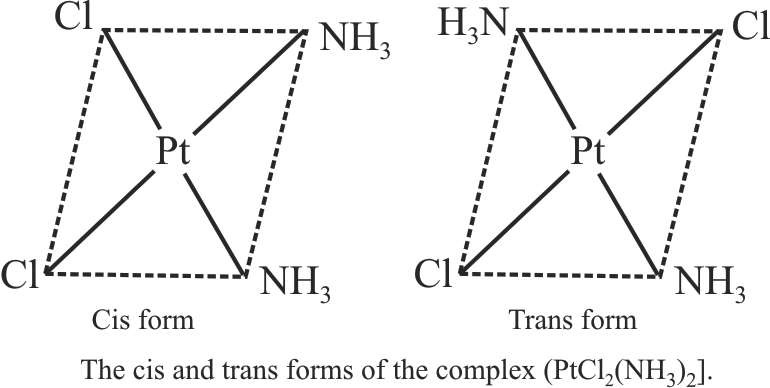 Cl NH₃ H₃N Cl
Pt Pt
Cl NH₃ Cl NH₃
Cis form Trans form
The cis and trans forms of the complex (PtCl₂(NH₃)₂].